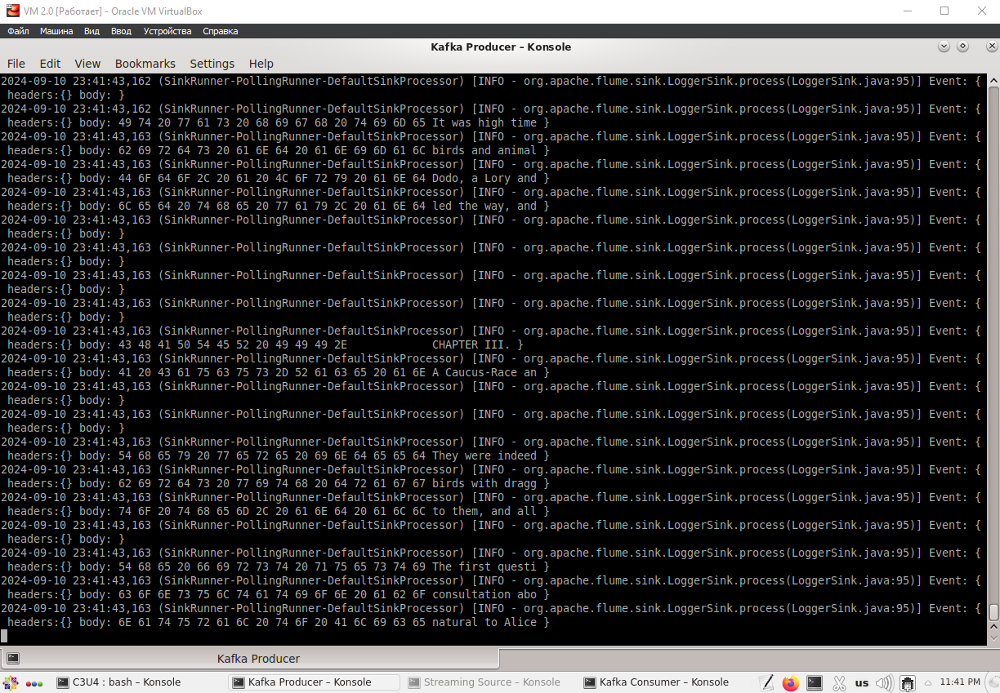 VM 2.0 [Работает] - Oracle VM VirtualBox
Файл Машина Вид Ввод Устройства Справка
Kafka Producer – Konsole
File Edit View Bookmarks Settings Help
2024-09-10 23:41:43,162 (SinkRunner-PollingRunner-DefaultSinkProcessor) [INFO - org.apache.flume.sink.LoggerSink.process(LoggerSink.java:95)] Event: {
headers:{} body: }
2024-09-10 23:41:43,162 (SinkRunner-PollingRunner-DefaultSinkProcessor) [INFO - org.apache.flume.sink.LoggerSink.process(LoggerSink.java:95)] Event: {
headers:{} body: 49 74 20 77 61 73 20 68 69 67 68 20 74 69 6D 65 It was high time }
2024-09-10 23:41:43,163 (SinkRunner-PollingRunner-DefaultSinkProcessor) [INFO - org.apache.flume.sink.LoggerSink.process(LoggerSink.java:95)] Event: {
headers:{} body: 62 69 72 64 73 20 61 6E 64 20 61 6E 69 6D 61 6C birds and animal }
2024-09-10 23:41:43,163 (SinkRunner-PollingRunner-DefaultSinkProcessor) [INFO - org.apache.flume.sink.LoggerSink.process(LoggerSink.java:95)] Event: {
headers:{} body: 44 6F 64 6F 2C 20 61 20 4C 6F 72 79 20 61 6E 64 Dodo, a Lory and }
2024-09-10 23:41:43,163 (SinkRunner-PollingRunner-DefaultSinkProcessor) [INFO - org.apache.flume.sink.LoggerSink.process(LoggerSink.java:95)] Event: {
headers:{} body: 6C 65 64 20 74 68 65 20 77 61 79 2C 20 61 6E 64 led the way, and }
2024-09-10 23:41:43,163 (SinkRunner-PollingRunner-DefaultSinkProcessor) [INFO - org.apache.flume.sink.LoggerSink.process(LoggerSink.java:95)] Event: {
headers:{} body: }
2024-09-10 23:41:43,163 (SinkRunner-PollingRunner-DefaultSinkProcessor) [INFO - org.apache.flume.sink.LoggerSink.process(LoggerSink.java:95)] Event: {
headers:{} body: }
2024-09-10 23:41:43,163 (SinkRunner-PollingRunner-DefaultSinkProcessor) [INFO - org.apache.flume.sink.LoggerSink.process(LoggerSink.java:95)] Event: {
headers:{} body: }
2024-09-10 23:41:43,163 (SinkRunner-PollingRunner-DefaultSinkProcessor) [INFO - org.apache.flume.sink.LoggerSink.process(LoggerSink.java:95)] Event: {
headers:{} body: }
2024-09-10 23:41:43,163 (SinkRunner-PollingRunner-DefaultSinkProcessor) [INFO - org.apache.flume.sink.LoggerSink.process(LoggerSink.java:95)] Event: {
headers:{} body: 43 48 41 50 54 45 52 20 49 49 49 2E CHAPTER III. }
2024-09-10 23:41:43,163 (SinkRunner-PollingRunner-DefaultSinkProcessor) [INFO - org.apache.flume.sink.LoggerSink.process(LoggerSink.java:95)] Event: {
headers:{} body: 41 20 43 61 75 63 75 73 2D 52 61 63 65 20 61 6E A Caucus-Race an }
2024-09-10 23:41:43,163 (SinkRunner-PollingRunner-DefaultSinkProcessor) [INFO - org.apache.flume.sink.LoggerSink.process(LoggerSink.java:95)] Event: {
headers:{} body: }
2024-09-10 23:41:43,163 (SinkRunner-PollingRunner-DefaultSinkProcessor) [INFO - org.apache.flume.sink.LoggerSink.process(LoggerSink.java:95)] Event: {
headers:{} body: }
2024-09-10 23:41:43,163 (SinkRunner-PollingRunner-DefaultSinkProcessor) [INFO - org.apache.flume.sink.LoggerSink.process(LoggerSink.java:95)] Event: {
headers:{} body: 54 68 65 79 20 77 65 72 65 20 69 6E 64 65 65 64 They were indeed }
2024-09-10 23:41:43,163 (SinkRunner-PollingRunner-DefaultSinkProcessor) [INFO - org.apache.flume.sink.LoggerSink.process(LoggerSink.java:95)] Event: {
headers:{} body: 62 69 72 64 73 20 77 69 74 68 20 64 72 61 67 67 birds with dragg }
2024-09-10 23:41:43,163 (SinkRunner-PollingRunner-DefaultSinkProcessor) [INFO - org.apache.flume.sink.LoggerSink.process(LoggerSink.java:95)] Event: {
headers:{} body: 74 6F 20 74 68 65 6D 2C 20 61 6E 64 20 61 6C 6C to them, and all }
2024-09-10 23:41:43,163 (SinkRunner-PollingRunner-DefaultSinkProcessor) [INFO - org.apache.flume.sink.LoggerSink.process(LoggerSink.java:95)] Event: {
headers:{} body: }
2024-09-10 23:41:43,163 (SinkRunner-PollingRunner-DefaultSinkProcessor) [INFO - org.apache.flume.sink.LoggerSink.process(LoggerSink.java:95)] Event: {
headers:{} body: 54 68 65 20 66 69 72 73 74 20 71 75 65 73 74 69 The first questi }
2024-09-10 23:41:43,163 (SinkRunner-PollingRunner-DefaultSinkProcessor) [INFO - org.apache.flume.sink.LoggerSink.process(LoggerSink.java:95)] Event: {
headers:{} body: 63 6F 6E 73 75 6C 74 61 74 69 6F 6E 20 61 62 6F consultation abo }
2024-09-10 23:41:43,163 (SinkRunner-PollingRunner-DefaultSinkProcessor) [INFO - org.apache.flume.sink.LoggerSink.process(LoggerSink.java:95)] Event: {
headers:{} body: 6E 61 74 75 72 61 6C 20 74 6F 20 41 6C 69 63 65 natural to Alice }
Kafka Producer
C3U4 : bash – Konsole Kafka Producer – Konsole Streaming Source – Konsole Kafka Consumer – Konsole us 11:41 PM